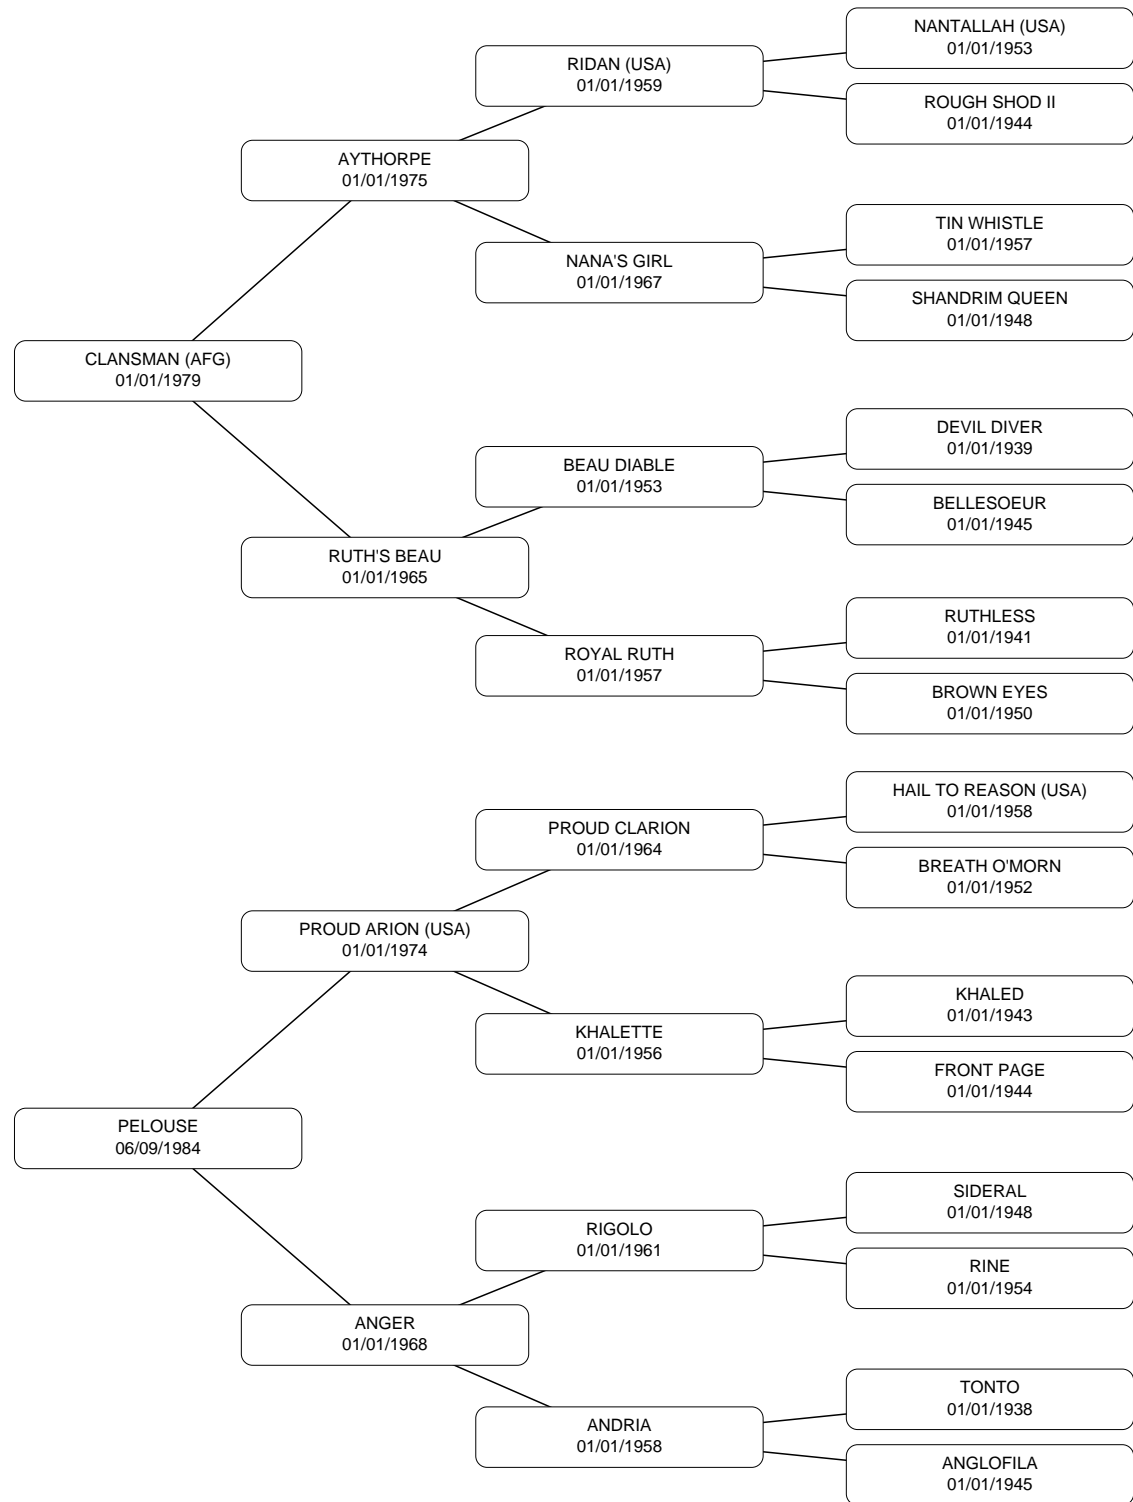 NANTALLAH (USA)
01/01/1953
RIDAN (USA)
01/01/1959
ROUGH SHOD II
01/01/1944
AYTHORPE
01/01/1975
TIN WHISTLE
01/01/1957
NANA'S GIRL
01/01/1967
SHANDRIM QUEEN
01/01/1948
CLANSMAN (AFG)
01/01/1979
DEVIL DIVER
01/01/1939
BEAU DIABLE
01/01/1953
BELLESOEUR
01/01/1945
RUTH'S BEAU
01/01/1965
RUTHLESS
01/01/1941
ROYAL RUTH
01/01/1957
BROWN EYES
01/01/1950
HAIL TO REASON (USA)
01/01/1958
PROUD CLARION
01/01/1964
BREATH O'MORN
01/01/1952
PROUD ARION (USA)
01/01/1974
KHALED
01/01/1943
KHALETTE
01/01/1956
FRONT PAGE
01/01/1944
PELOUSE
06/09/1984
SIDERAL
01/01/1948
RIGOLO
01/01/1961
RINE
01/01/1954
ANGER
01/01/1968
TONTO
01/01/1938
ANDRIA
01/01/1958
ANGLOFILA
01/01/1945